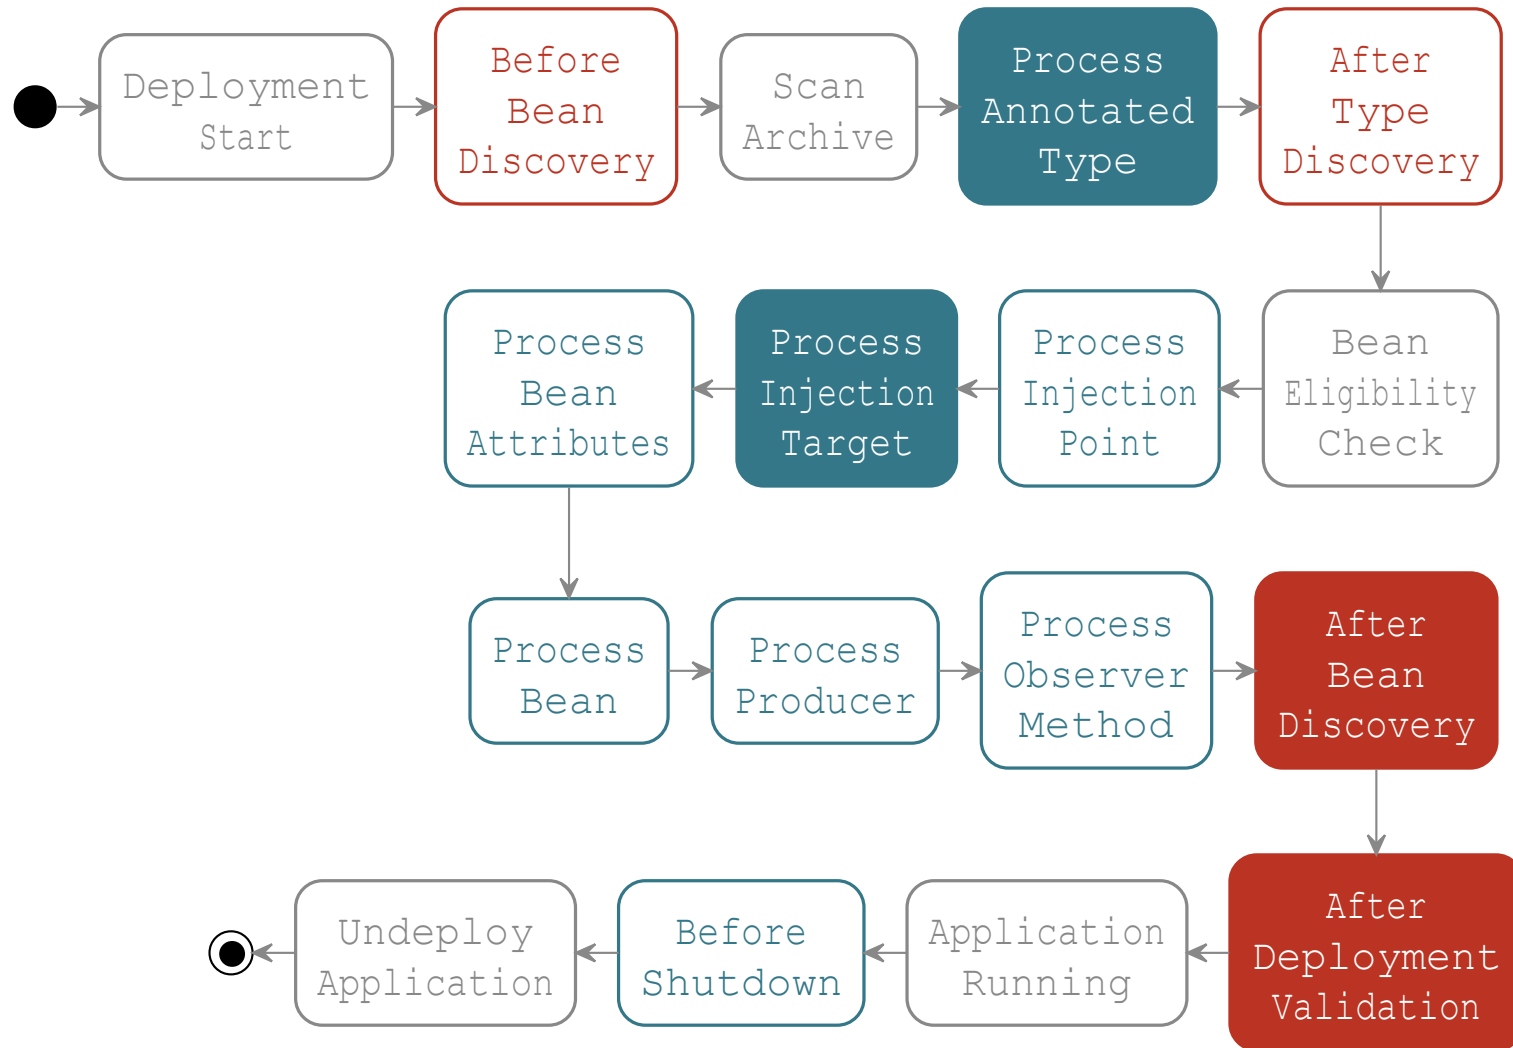 Deployment
Start
Before
Bean
Discovery
Scan
Archive
Process
Annotated
Type
After
Type
Discovery
Bean
Eligibility
Check
Process
Injection
Point
Process
Injection
Target
Process
Bean
Attributes
Process
Bean
Process
Producer
Process
Observer
Method
After
Bean
Discovery
After
Deployment
Validation
Application
Running
Before
Shutdown
Undeploy
Application